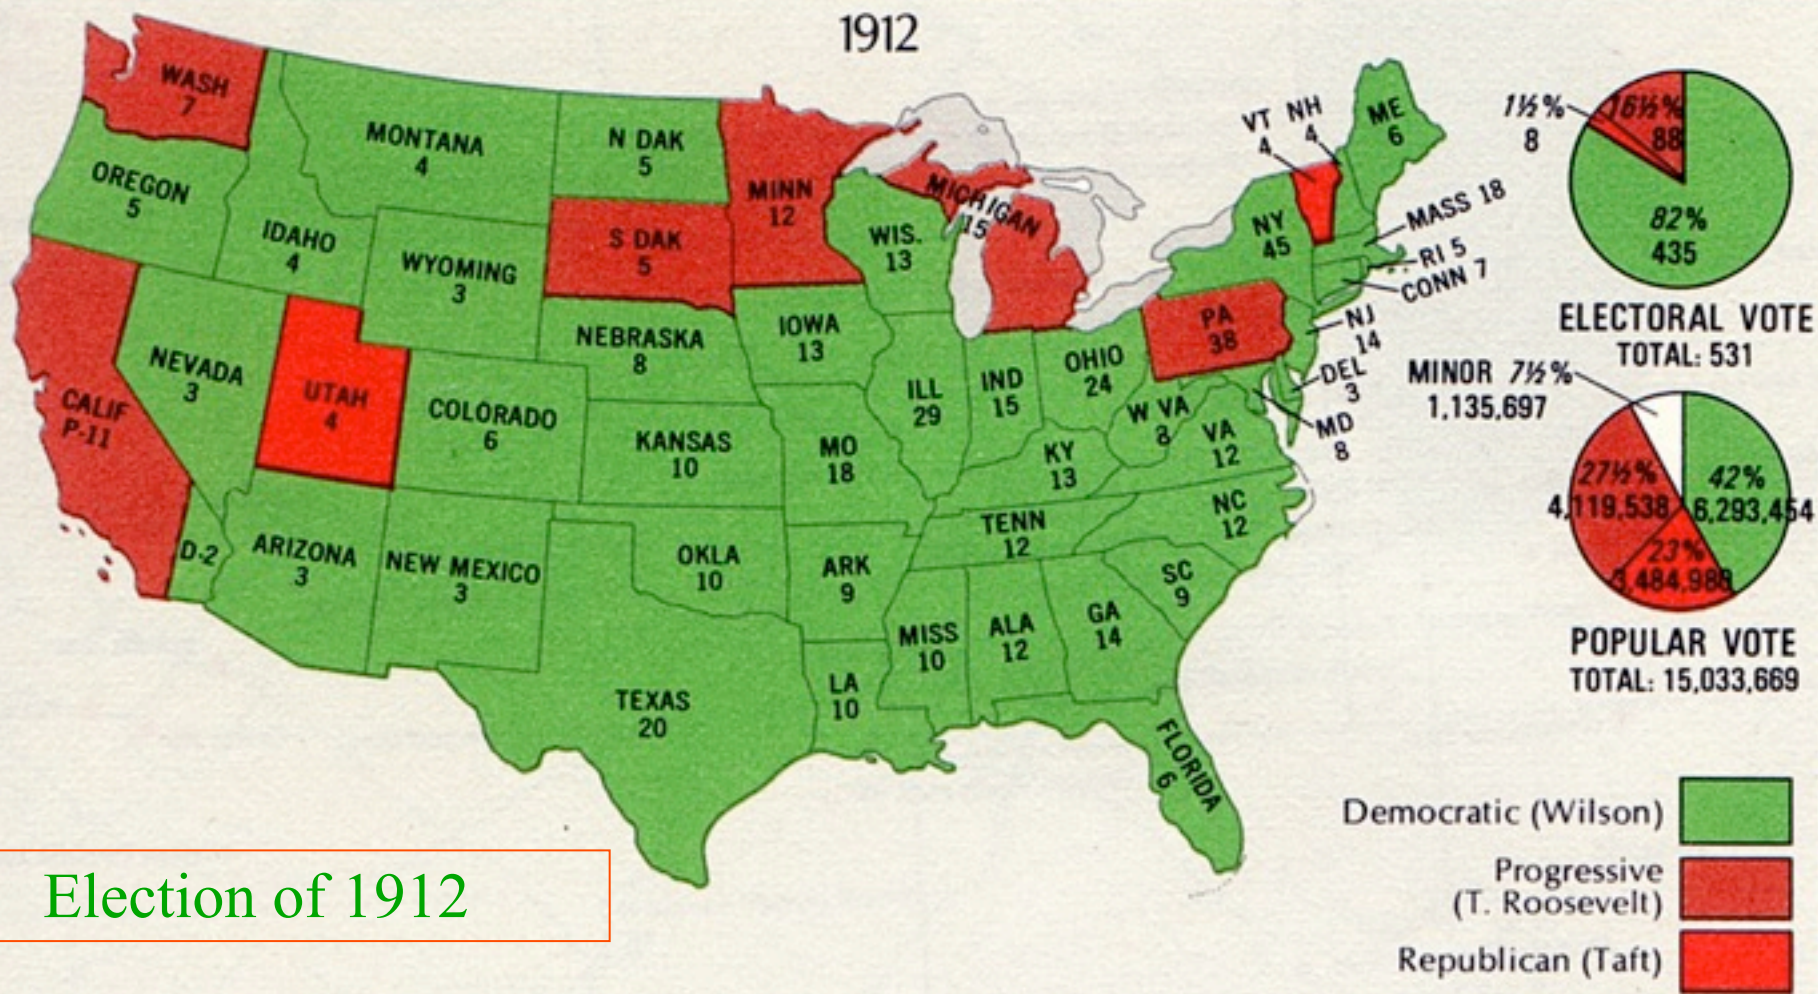 1912
WASH
7
MONTANA
4
N DAK
5
MINN
12
MICHIGAN
15
VT
4
NH
4
ME
6
OREGON
5
IDAHO
4
WYOMING
3
S DAK
5
WIS.
13
NY
45
MASS 18
RI 5
CONN 7
NJ
14
DEL
3
MD
8
PA
38
CALIF
P-11
D-2
NEVADA
3
UTAH
4
COLORADO
6
NEBRASKA
8
IOWA
13
ILL
29
IND
15
OHIO
24
W VA
8
VA
12
KANSAS
10
MO
18
KY
13
NC
12
TENN
12
ARIZONA
3
NEW MEXICO
3
OKLA
10
ARK
9
SC
9
MISS
10
ALA
12
GA
14
TEXAS
20
LA
10
FLORIDA
6
1½%
8
16½%
88
82%
435
ELECTORAL VOTE
TOTAL: 531
MINOR 7½%
1,135,697
27½%
4,119,538
42%
6,293,454
23%
3,484,980
POPULAR VOTE
TOTAL: 15,033,669
Democratic (Wilson)
Progressive
(T. Roosevelt)
Republican (Taft)
Election of 1912